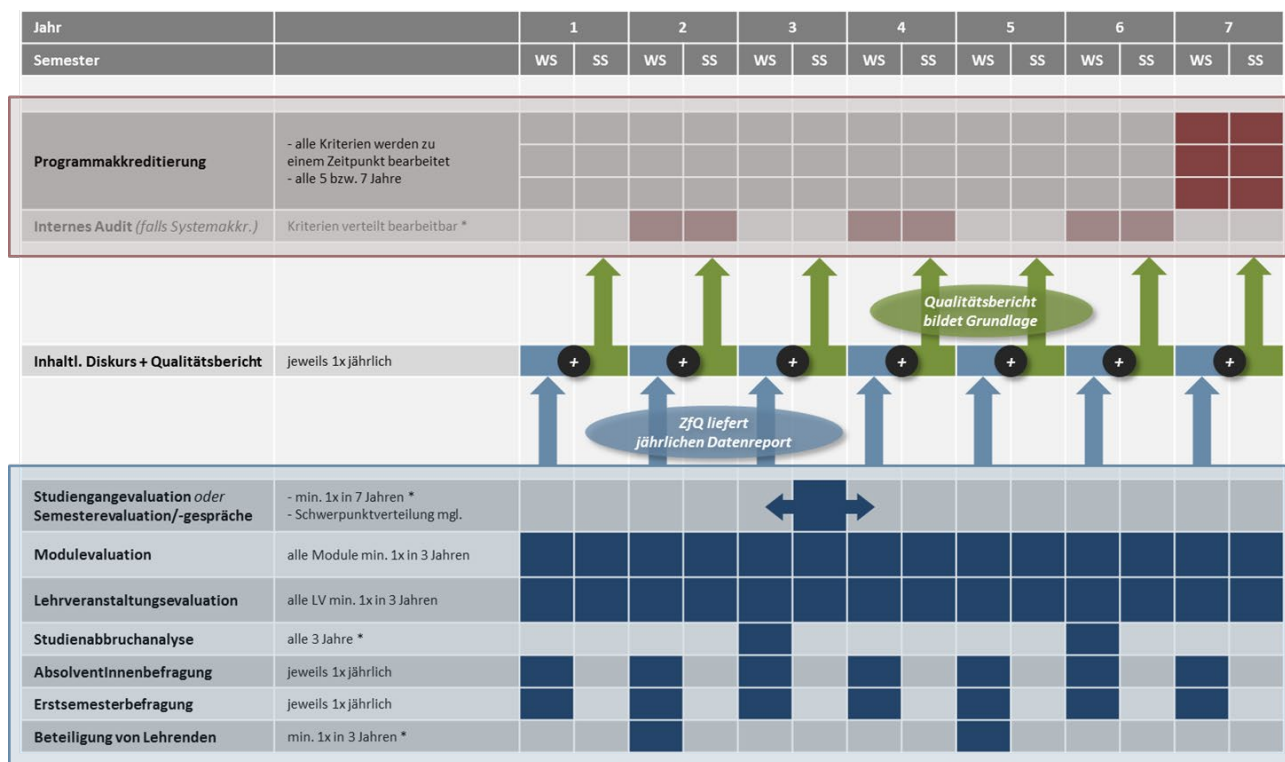 Jahr 1 2 3 4 5 6 7
Semester WS SS WS SS WS SS WS SS WS SS WS SS WS SS
Programmakkreditierung
- alle Kriterien werden zu
einem Zeitpunkt bearbeitet
- alle 5 bzw. 7 Jahre
Internes Audit (falls Systemakkr.) Kriterien verteilt bearbeitbar *
Qualitätsbericht
bildet Grundlage
Inhaltl. Diskurs + Qualitätsbericht jeweils 1x jährlich + + + + + + +
ZfQ liefert
jährlichen Datenreport
Studiengangevaluation oder
Semesterevaluation/-gespräche
- min. 1x in 7 Jahren *
- Schwerpunktverteilung mgl.
Modulevaluation alle Module min. 1x in 3 Jahren
Lehrveranstaltungsevaluation alle LV min. 1x in 3 Jahren
Studienabbruchanalyse alle 3 Jahre *
AbsolventInnenbefragung jeweils 1x jährlich
Erstsemesterbefragung jeweils 1x jährlich
Beteiligung von Lehrenden min. 1x in 3 Jahren *